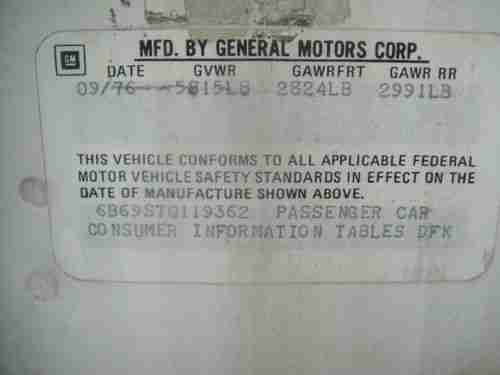 GM
MFD. BY GENERAL MOTORS CORP.
DATE GVWR GAWRFRT GAWR RR
09/76 5815LB 2824LB 2991LB
THIS VEHICLE CONFORMS TO ALL APPLICABLE FEDERAL
MOTOR VEHICLE SAFETY STANDARDS IN EFFECT ON THE
DATE OF MANUFACTURE SHOWN ABOVE.
6B69S7Q119362 PASSENGER CAR
CONSUMER INFORMATION TABLES DFK